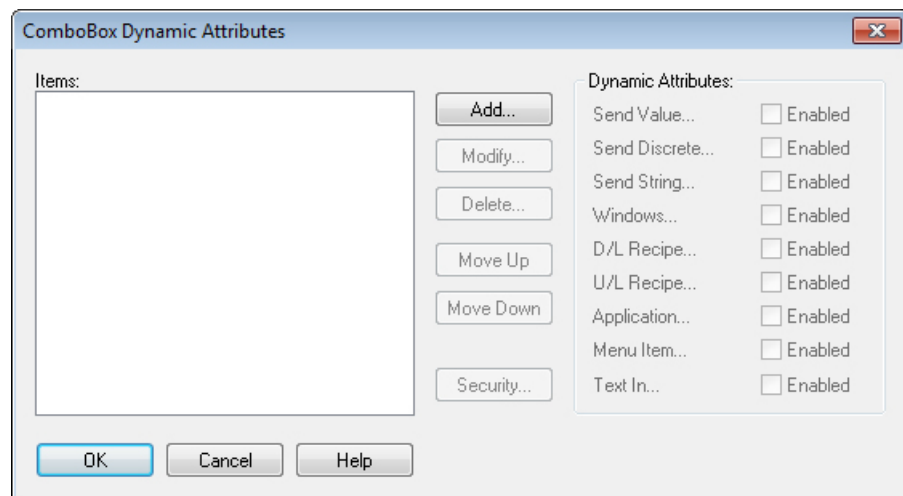 ComboBox Dynamic Attributes
Items:
Add...
Modify...
Delete...
Move Up
Move Down
Security...
Dynamic Attributes:
Send Value... Enabled
Send Discrete... Enabled
Send String... Enabled
Windows... Enabled
D/L Recipe... Enabled
U/L Recipe... Enabled
Application... Enabled
Menu Item... Enabled
Text In... Enabled
OK Cancel Help